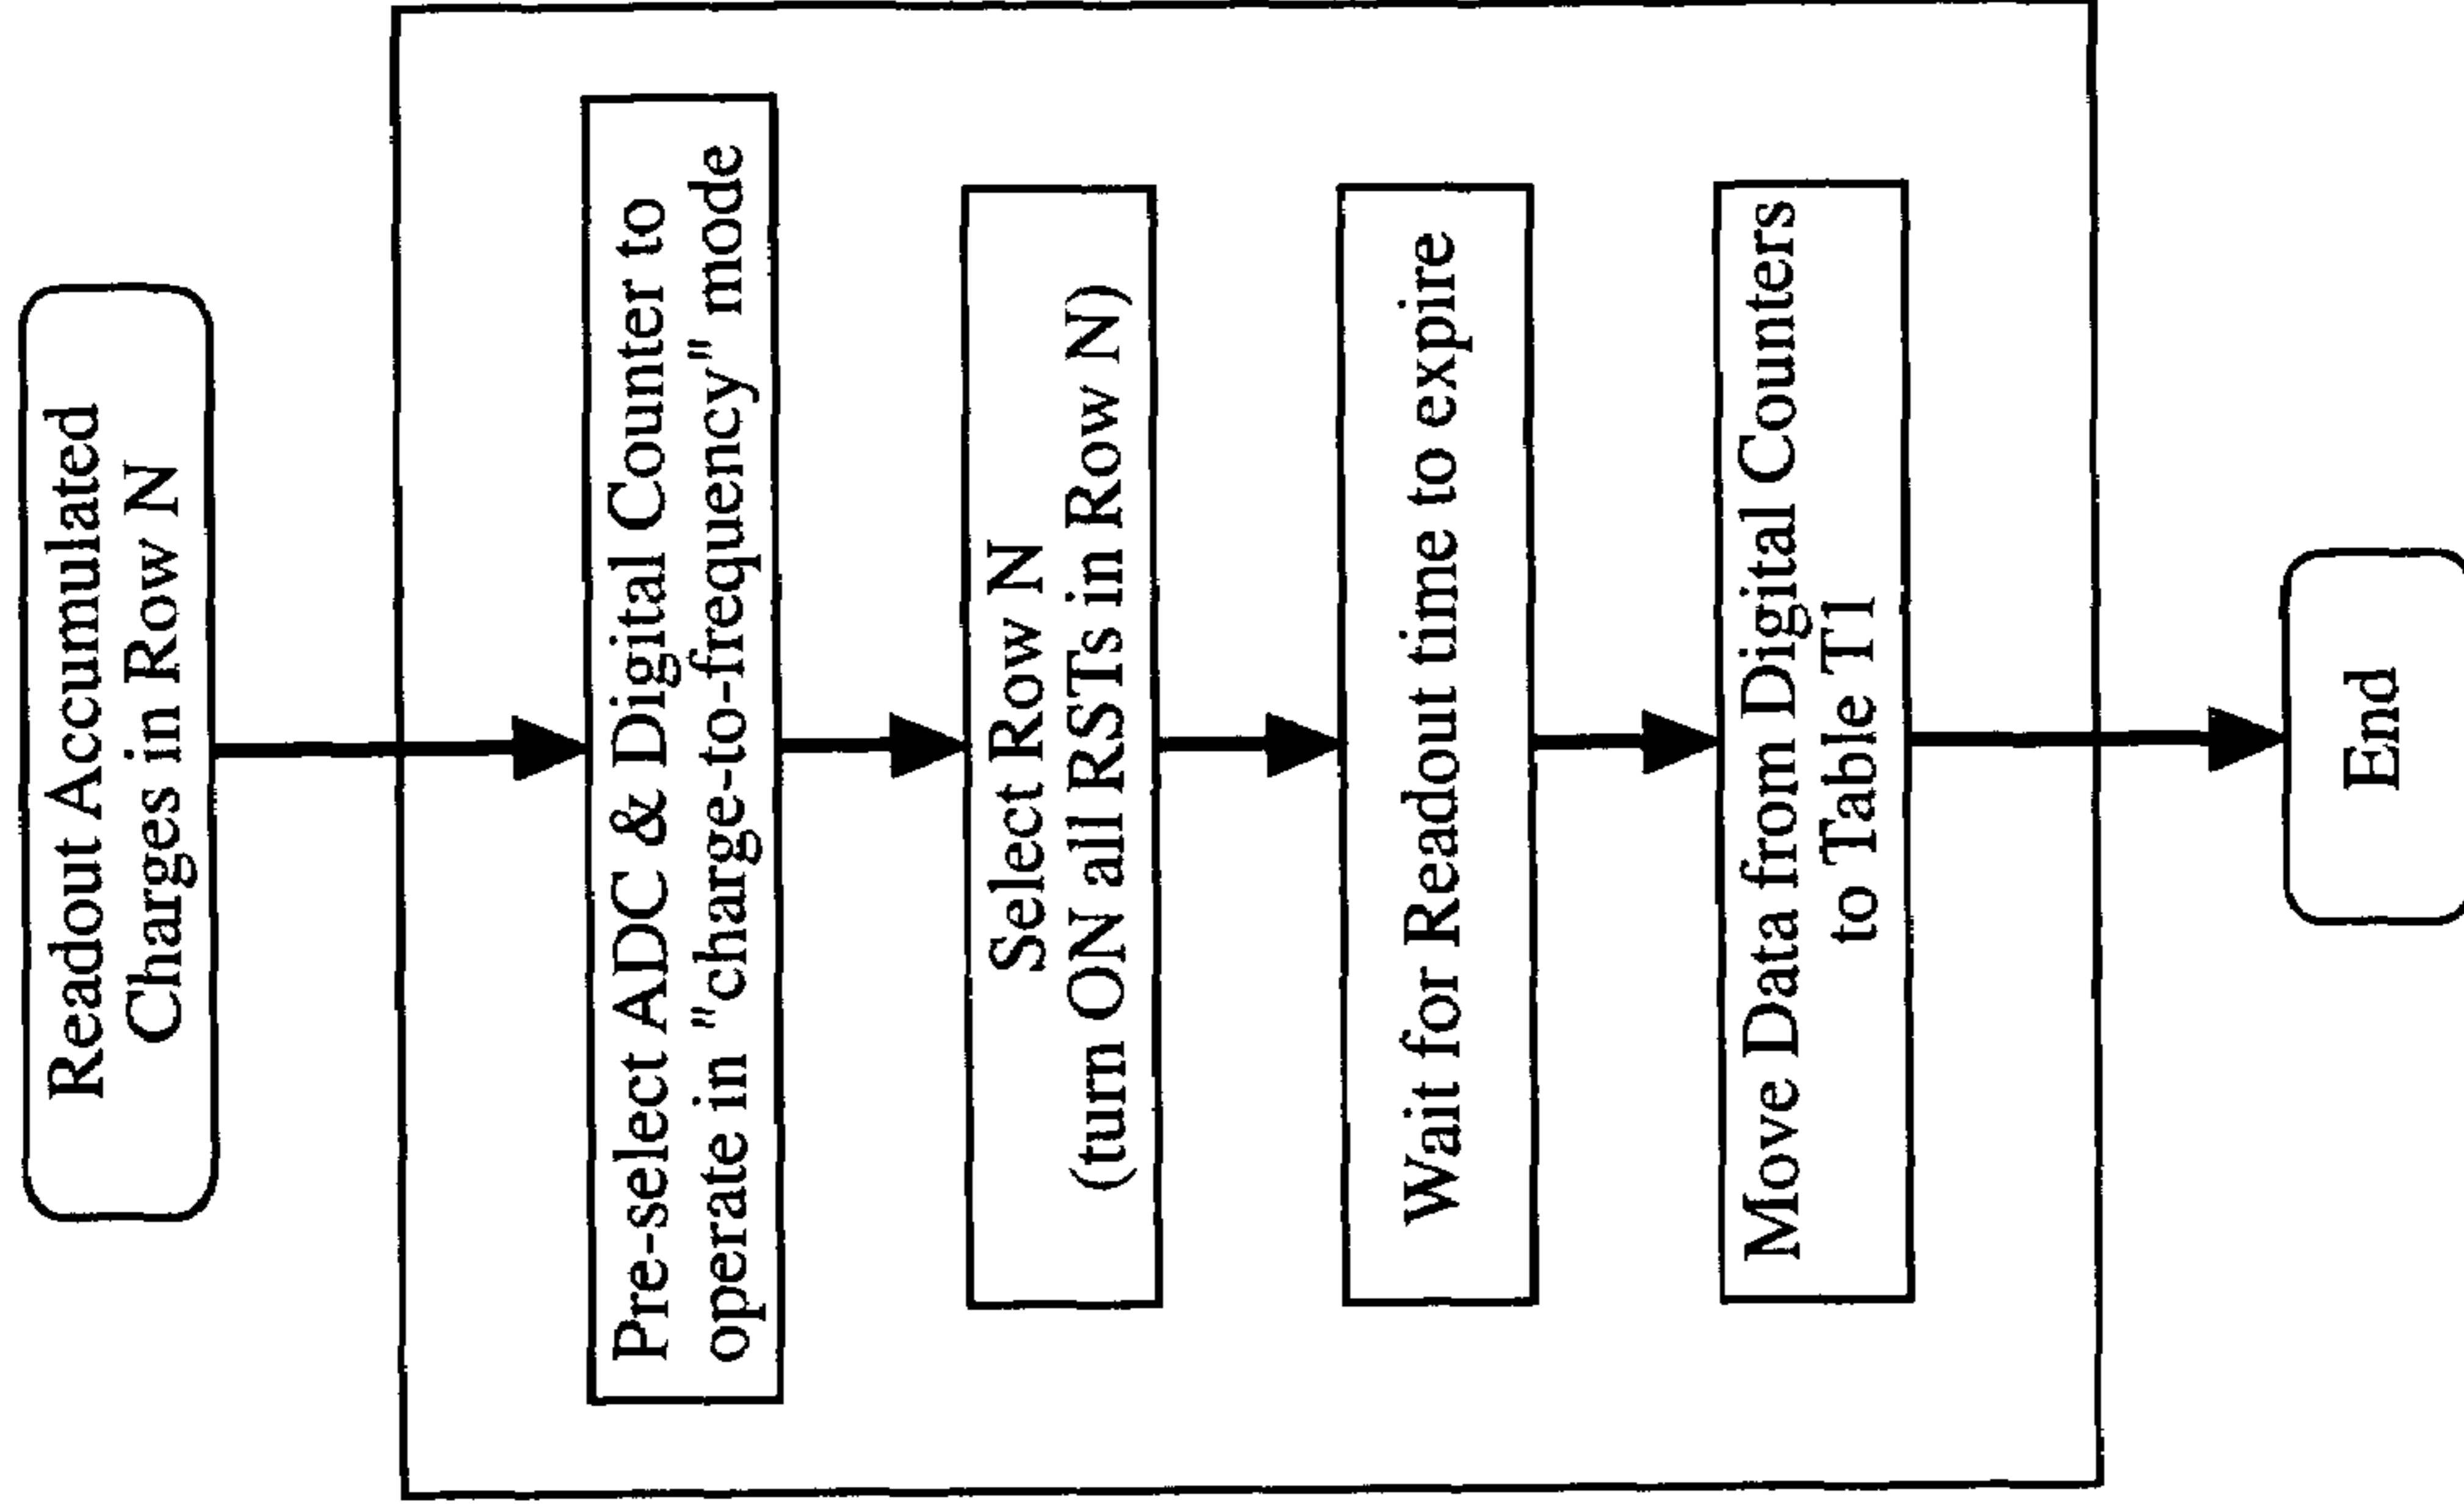 Readout Accumulated
Charges in Row N
Pre-select ADC & Digital Counter to
operate in "charge-to-frequency" mode
Select Row N
(turn ON all RSTs in Row N)
Wait for Readout time to expire
Move Data from Digital Counters
to Table T1
End